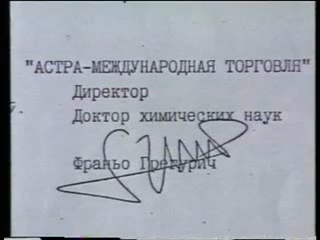 "АСТРА-МЕЖДУНАРОДНАЯ ТОРГОВЛЯ"
Директор
Доктор химических наук
Франьо Грегурич